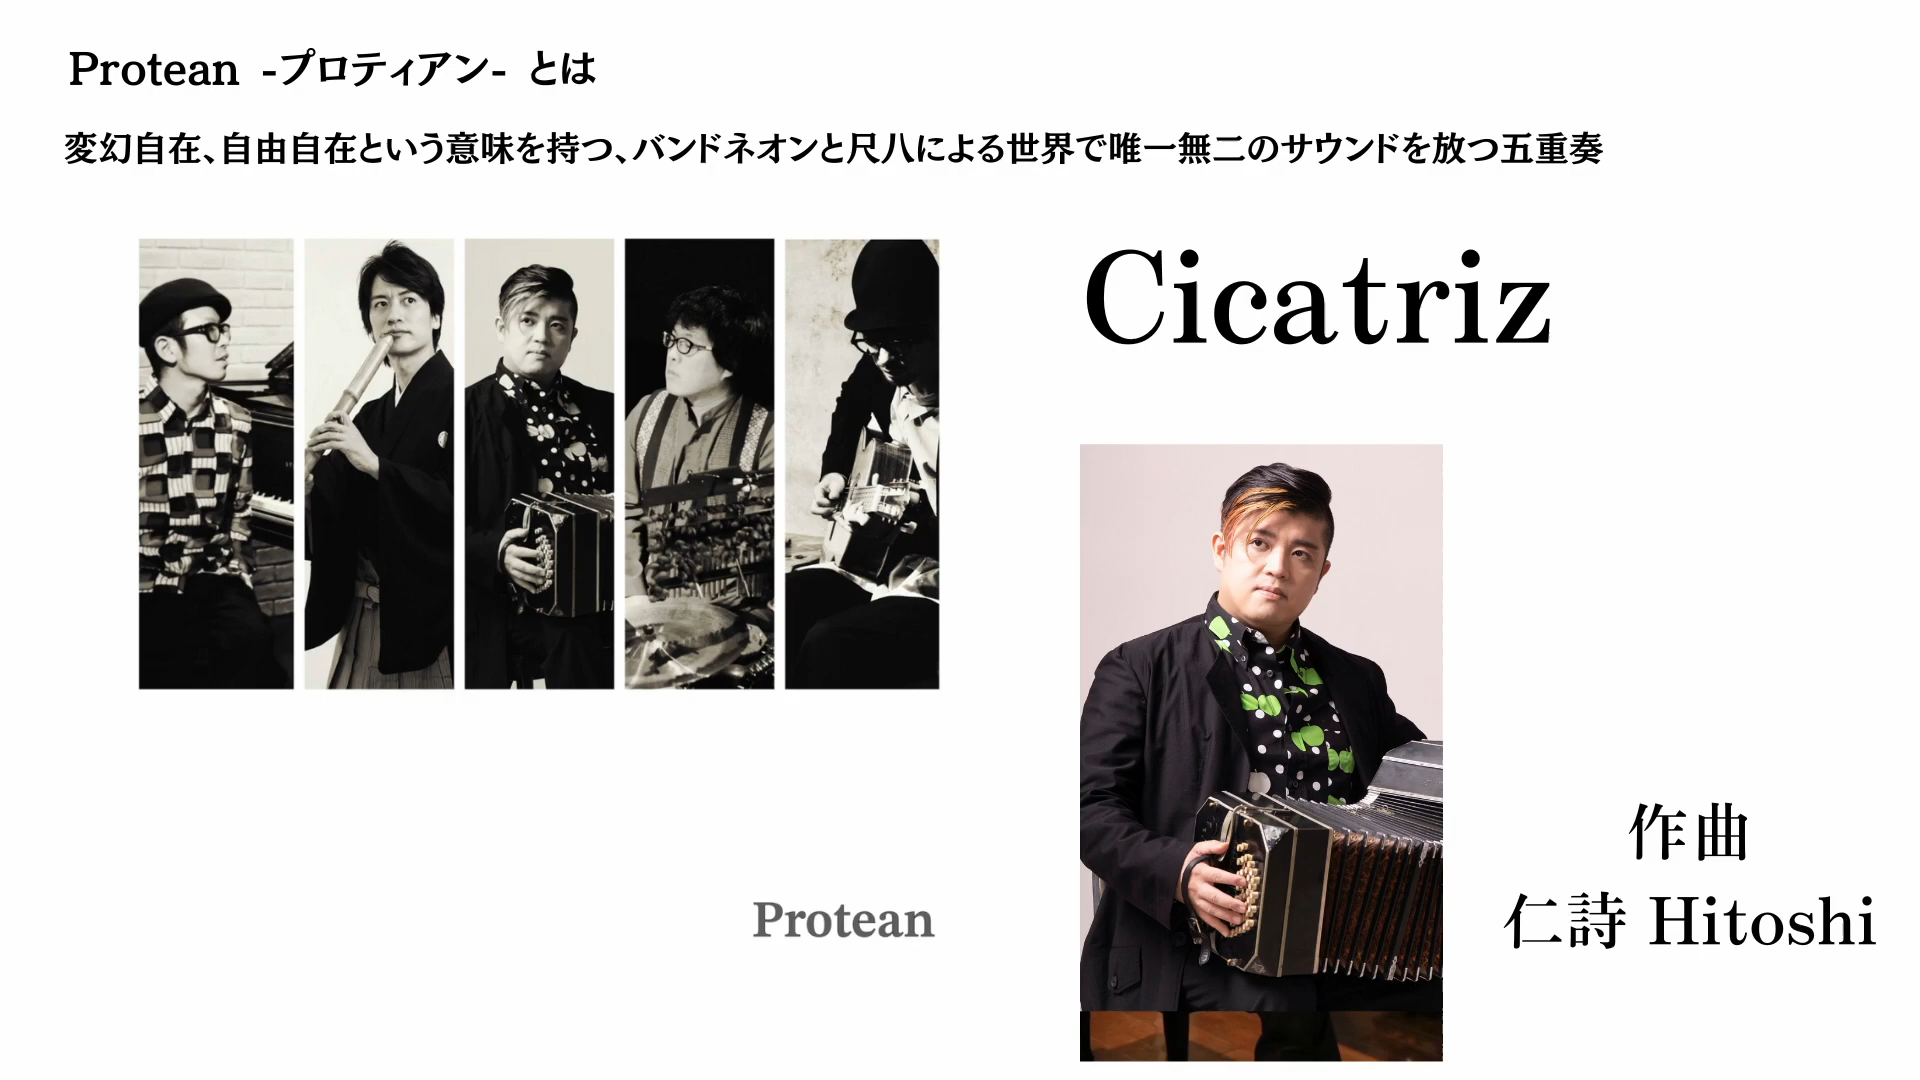 Protean -プロティアン- とは
変幻自在、自由自在という意味を持つ、バンドネオンと尺八による世界で唯一無二のサウンドを放つ五重奏
Cicatriz
作曲
仁詩 Hitoshi
Protean